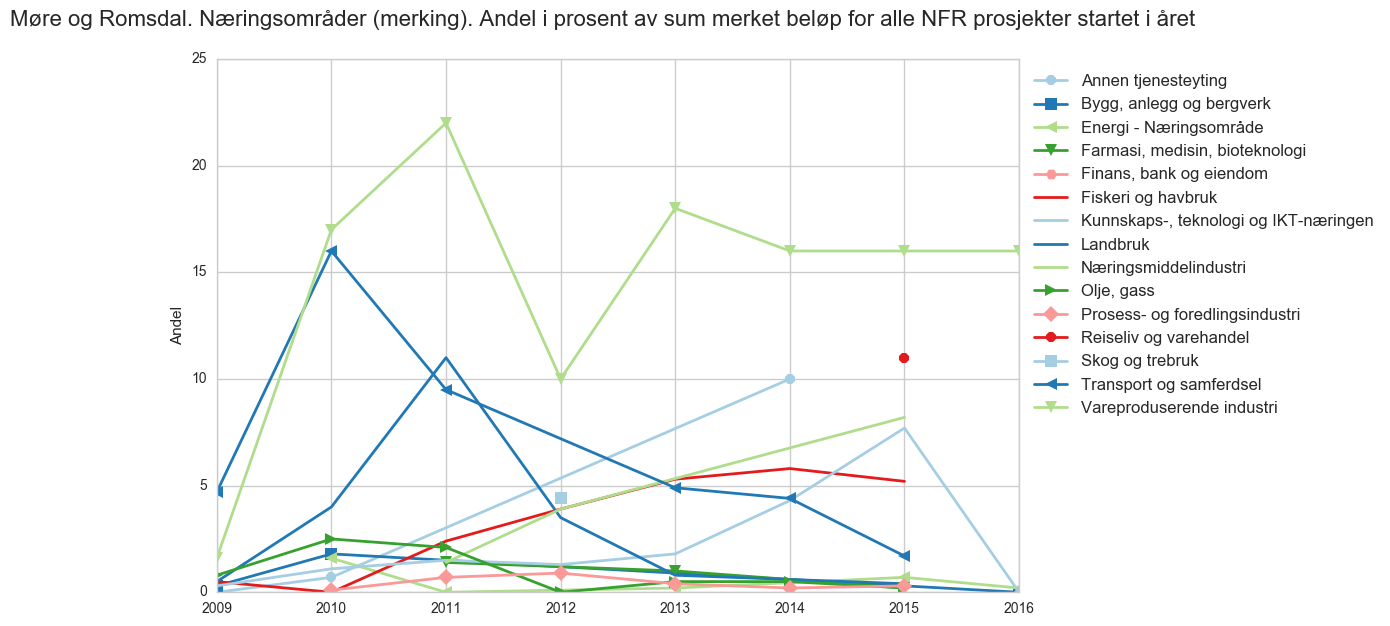 Møre og Romsdal. Næringsområder (merking). Andel i prosent av sum merket beløp for alle NFR prosjekter startet i året
25
20
15
10
5
0
Andel
2009 2010 2011 2012 2013 2014 2015 2016
Annen tjenesteyting
Bygg, anlegg og bergverk
Energi - Næringsområde
Farmasi, medisin, bioteknologi
Finans, bank og eiendom
Fiskeri og havbruk
Kunnskaps-, teknologi og IKT-næringen
Landbruk
Næringsmiddelindustri
Olje, gass
Prosess- og foredlingsindustri
Reiseliv og varehandel
Skog og trebruk
Transport og samferdsel
Vareproduserende industri